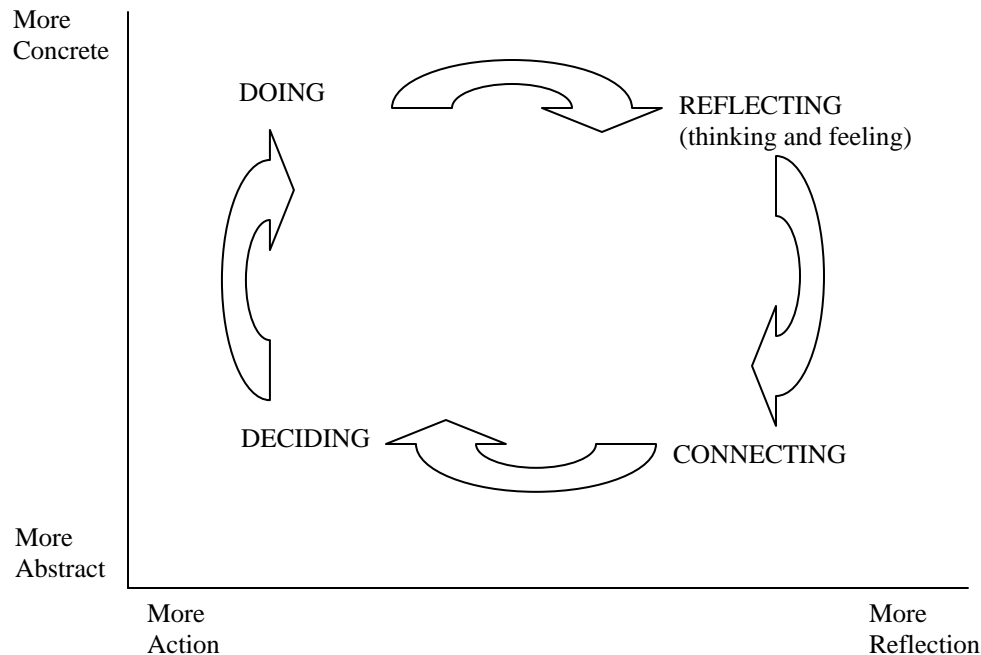 More
Concrete
DOING
REFLECTING
(thinking and feeling)
DECIDING
CONNECTING
More
Abstract
More
Action
More
Reflection